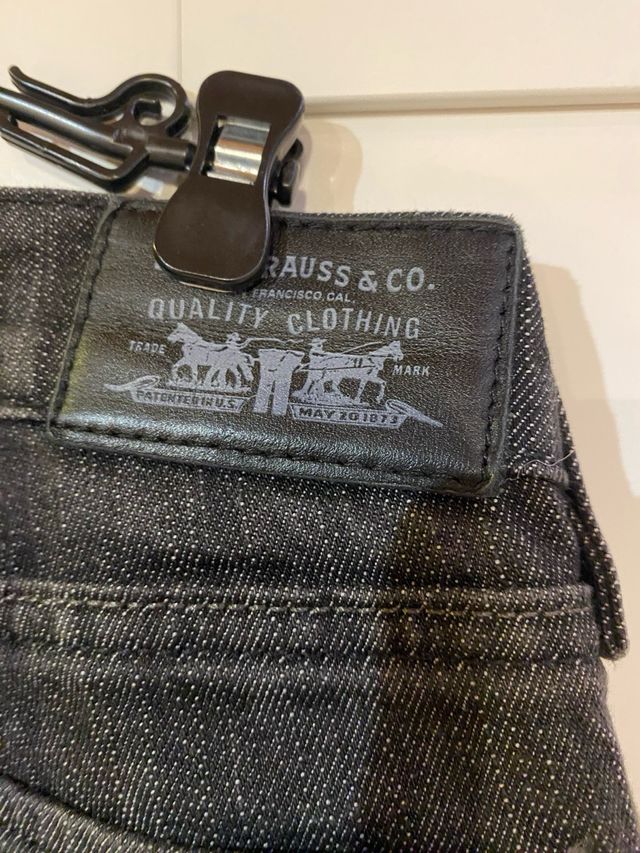 RAUSS & CO.
FRANCISCO, CAL.
QUALITY CLOTHING
TRADE MARK
PATENTED IN U.S. MAY 20 1873